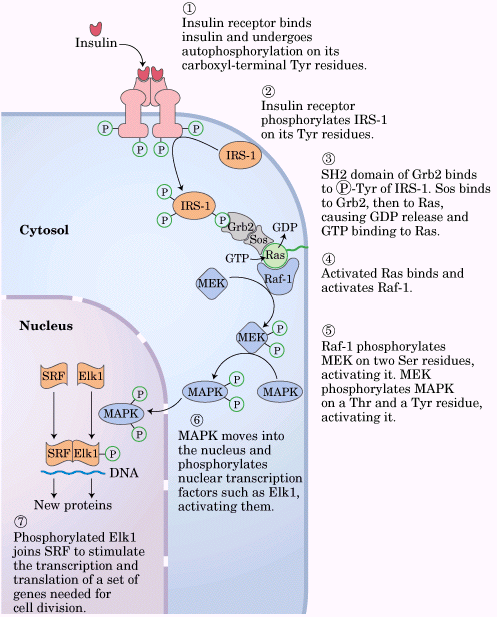 ①
Insulin receptor binds
insulin and undergoes
autophosphorylation on its
carboxyl-terminal Tyr residues.
Insulin
②
Insulin receptor
phosphorylates IRS-1
on its Tyr residues.
P
P
P
P
IRS-1
③
SH2 domain of Grb2 binds
to Ⓟ-Tyr of IRS-1. Sos binds
to Grb2, then to Ras,
causing GDP release and
GTP binding to Ras.
P
IRS-1
P
P
Grb2
Sos
GDP
Cytosol
GTP
Ras
Raf-1
④
Activated Ras binds and
activates Raf-1.
MEK
Nucleus
MEK
P
P
⑤
Raf-1 phosphorylates
MEK on two Ser residues,
activating it. MEK
phosphorylates MAPK
on a Thr and a Tyr residue,
activating it.
SRF
Elk1
MAPK
P
P
MAPK
P
P
MAPK
⑥
MAPK moves into
the nucleus and
phosphorylates
nuclear transcription
factors such as Elk1,
activating them.
SRF
Elk1
P
DNA
New proteins
⑦
Phosphorylated Elk1
joins SRF to stimulate
the transcription and
translation of a set of
genes needed for
cell division.